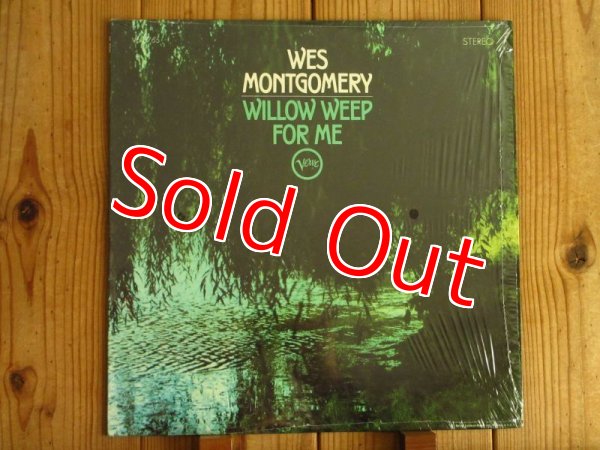 STEREO
WES
MONTGOMERY
WILLOW WEEP
FOR ME
Verve
Sold Out